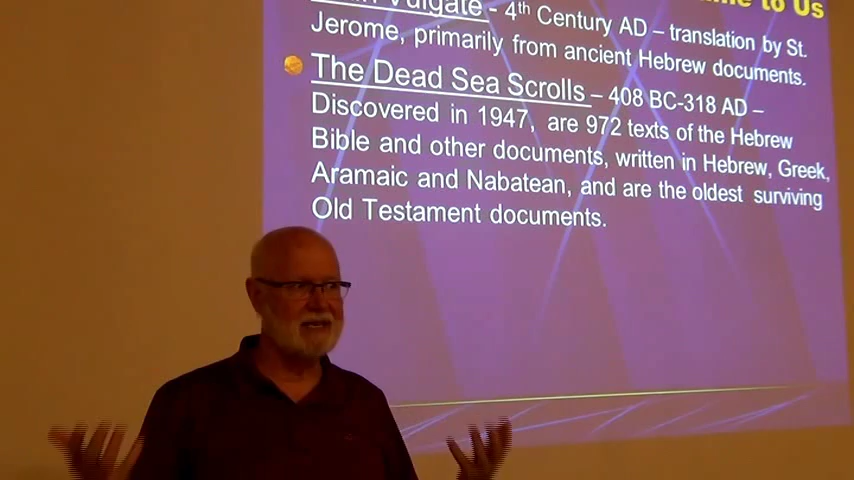 to Us
Vulgate - 4th Century AD – translation by St.
Jerome, primarily from ancient Hebrew documents.
The Dead Sea Scrolls – 408 BC-318 AD –
Discovered in 1947, are 972 texts of the Hebrew
Bible and other documents, written in Hebrew, Greek,
Aramaic and Nabatean, and are the oldest surviving
Old Testament documents.